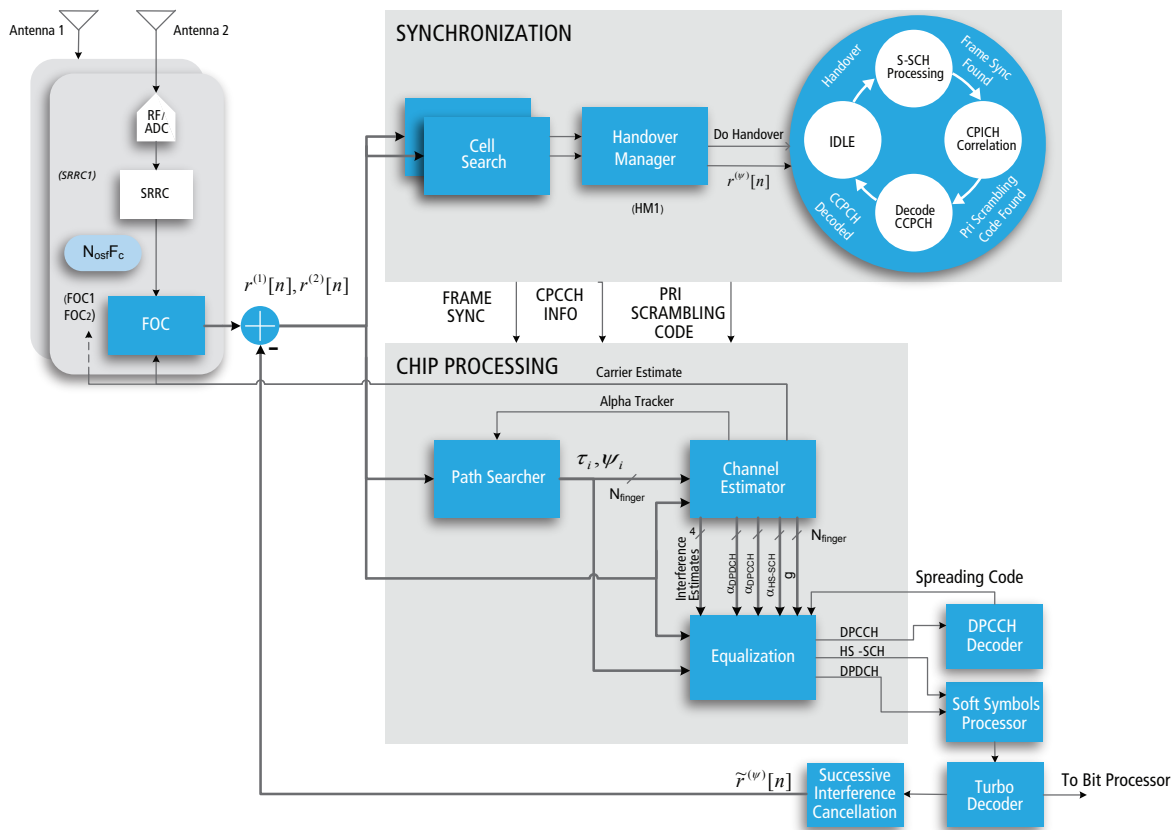 Antenna 1
Antenna 2
RF/
ADC
(SRRC1)
SRRC
NosfFc
(FOC1
FOC2)
FOC
r(1)[n], r(2)[n]
-
SYNCHRONIZATION
Cell
Search
Handover
Manager
(HM1)
Do Handover
r(ψ)[n]
Handover
S-SCH
Processing
Frame Sync
Found
IDLE
CPICH
Correlation
Decode
CCPCH
CCPCH
Decoded
Pri Scrambling
Code Found
FRAME
SYNC
CPCCH
INFO
PRI
SCRAMBLING
CODE
CHIP PROCESSING
Carrier Estimate
Alpha Tracker
Path Searcher
τi, ψi
Nfinger
Channel
Estimator
4
Interference
Estimates
αDPDCH
αDPCCH
αHS-SCH
g
Nfinger
Equalization
Spreading Code
DPCCH
HS -SCH
DPDCH
DPCCH
Decoder
Soft Symbols
Processor
r̃(ψ)[n]
Successive
Interference
Cancellation
Turbo
Decoder
To Bit Processor